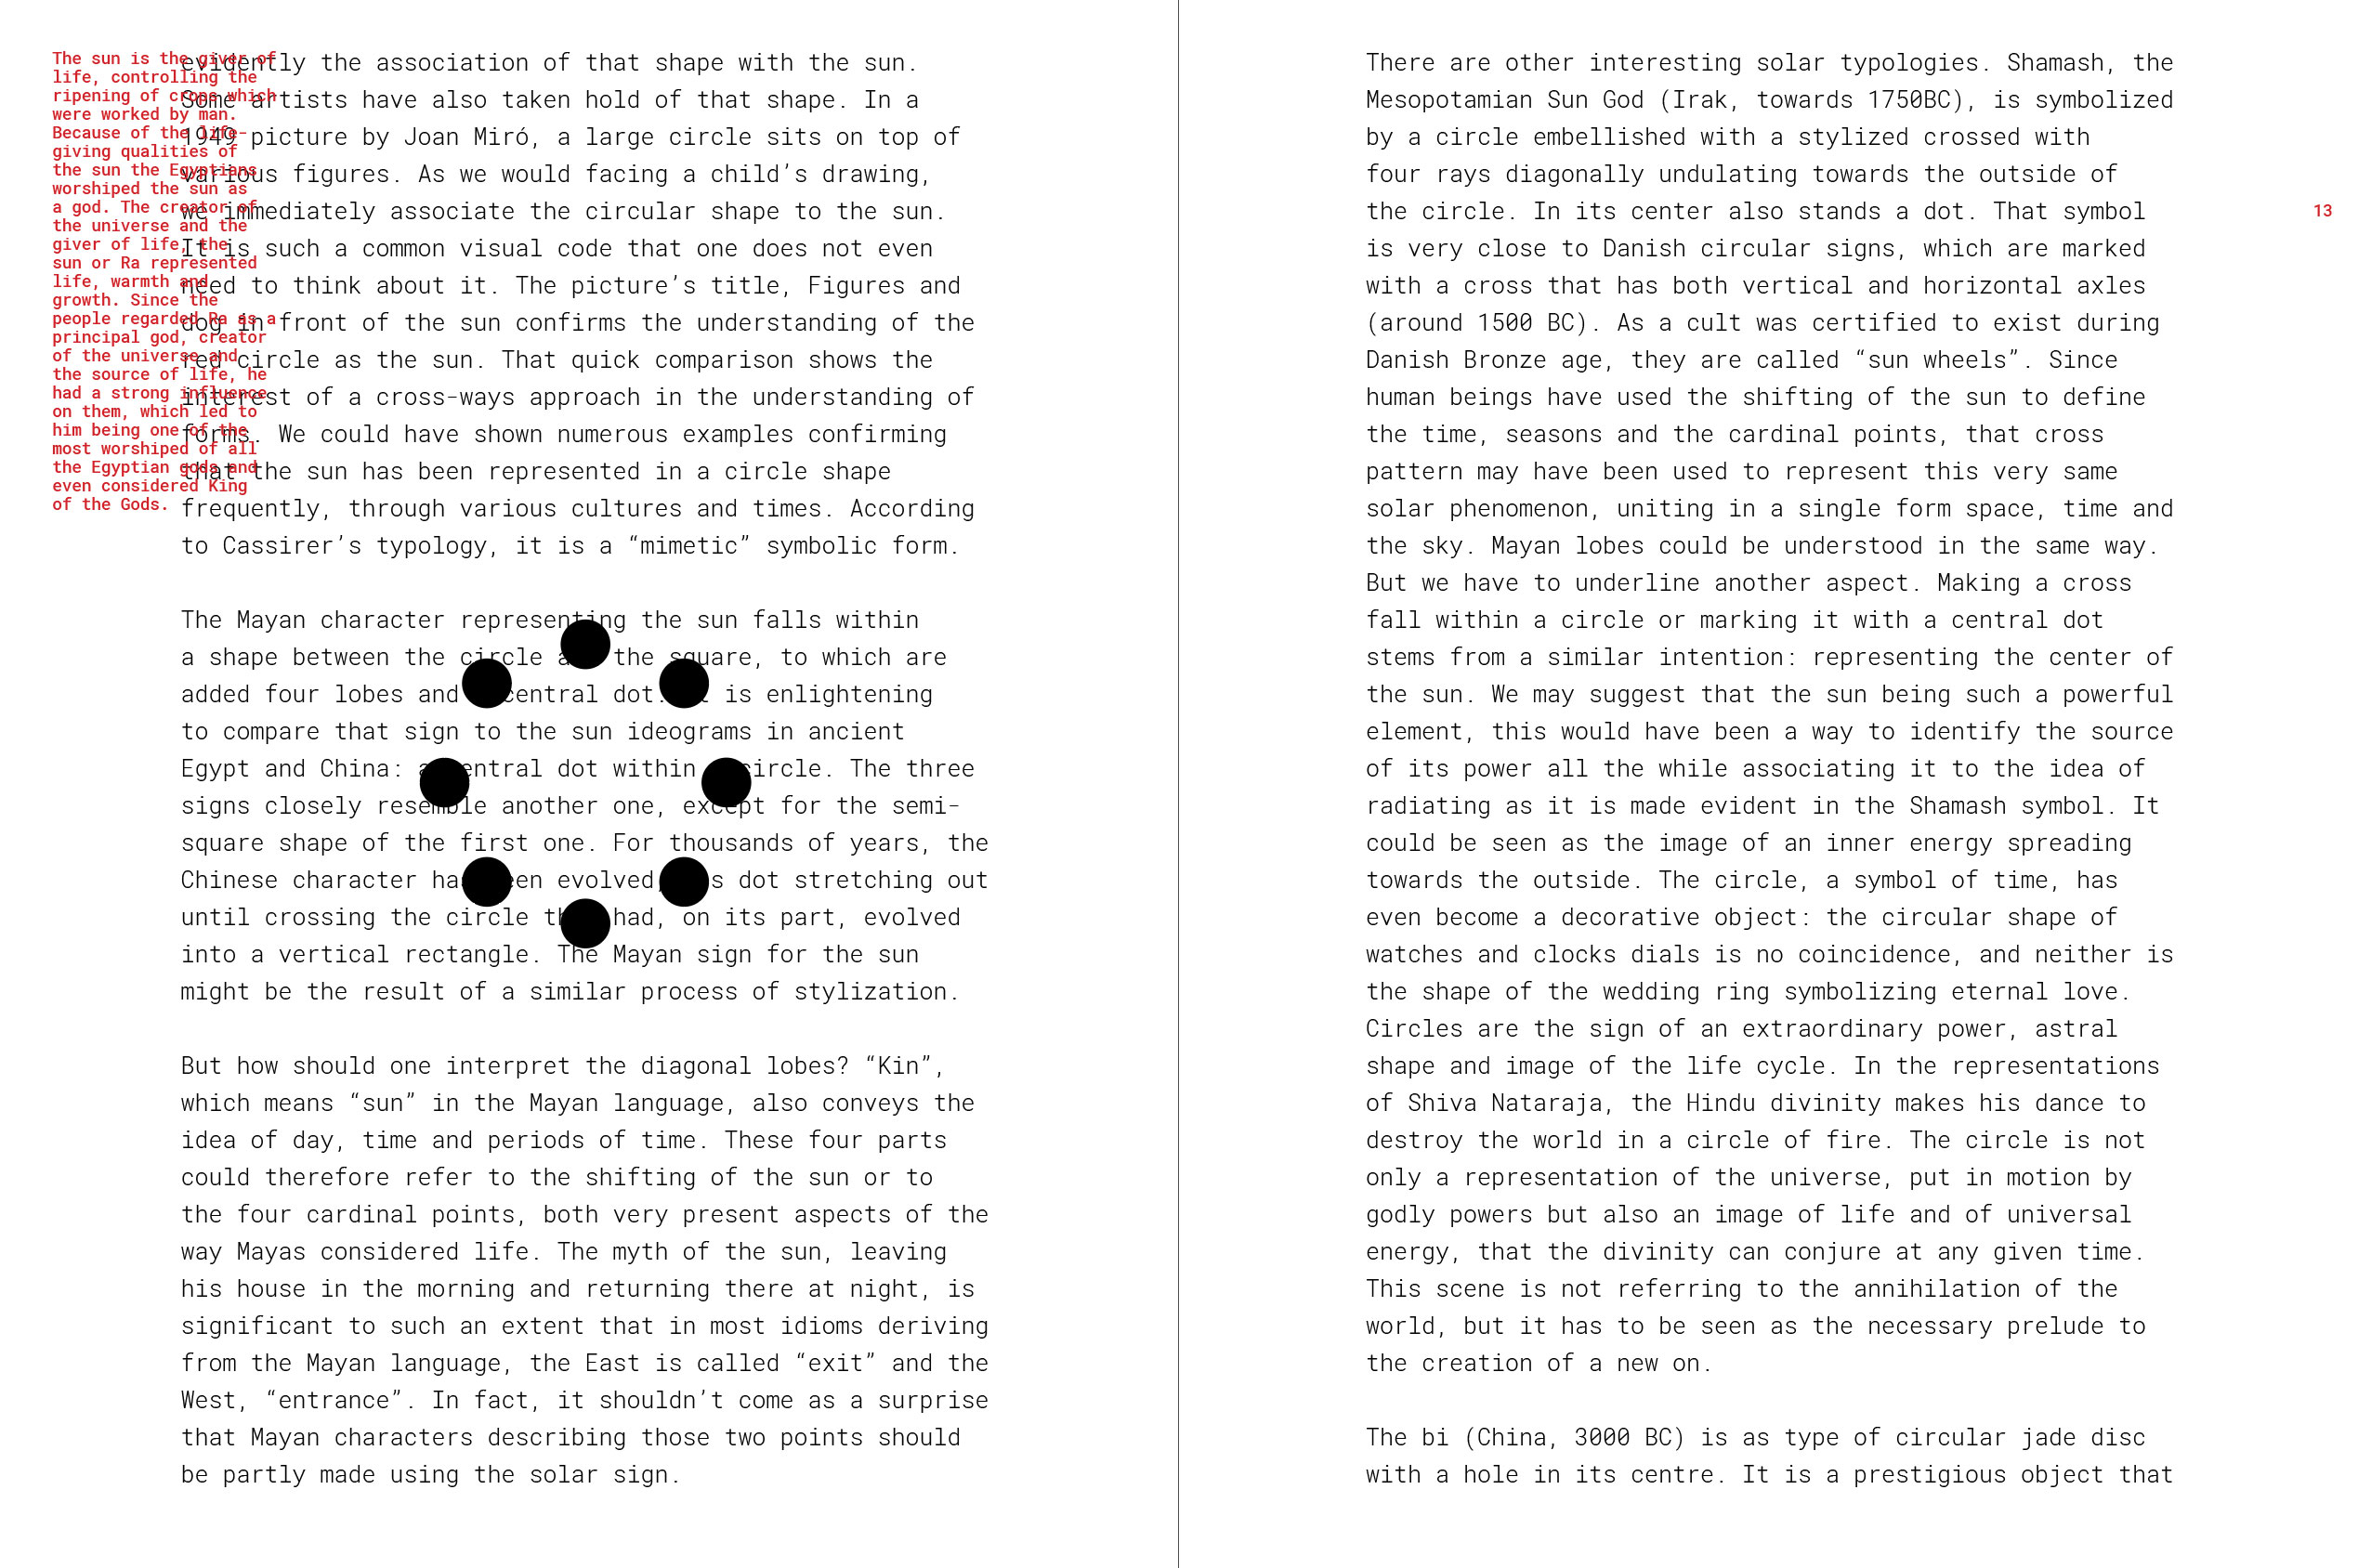 The sun is the giver of
life, controlling the
ripening of crops which
were worked by man.
Because of the life-
giving qualities of
the sun the Egyptians
worshiped the sun as
a god. The creator of
the universe and the
giver of life, the
sun or Ra represented
life, warmth and
growth. Since the
people regarded Ra as a
principal god, creator
of the universe and
the source of life, he
had a strong influence
on them, which led to
him being one of the
most worshiped of all
the Egyptian gods and
even considered King
of the Gods.
evidently the association of that shape with the sun.
Some artists have also taken hold of that shape. In a
1949 picture by Joan Miró, a large circle sits on top of
various figures. As we would facing a child’s drawing,
we immediately associate the circular shape to the sun.
It is such a common visual code that one does not even
need to think about it. The picture’s title, Figures and
dog in front of the sun confirms the understanding of the
red circle as the sun. That quick comparison shows the
interest of a cross-ways approach in the understanding of
forms. We could have shown numerous examples confirming
that the sun has been represented in a circle shape
frequently, through various cultures and times. According
to Cassirer’s typology, it is a “mimetic” symbolic form.
The Mayan character representing the sun falls within
a shape between the circle the square, to which are
added four lobes and central dot. is enlightening
to compare that sign to the sun ideograms in ancient
Egypt and China: a central dot within circle. The three
signs closely resemble another one, except for the semi-
square shape of the first one. For thousands of years, the
Chinese character evolved, dot stretching out
until crossing the circle had, on its part, evolved
into a vertical rectangle. The Mayan sign for the sun
might be the result of a similar process of stylization.
But how should one interpret the diagonal lobes? “Kin”,
which means “sun” in the Mayan language, also conveys the
idea of day, time and periods of time. These four parts
could therefore refer to the shifting of the sun or to
the four cardinal points, both very present aspects of the
way Mayas considered life. The myth of the sun, leaving
his house in the morning and returning there at night, is
significant to such an extent that in most idioms deriving
from the Mayan language, the East is called “exit” and the
West, “entrance”. In fact, it shouldn’t come as a surprise
that Mayan characters describing those two points should
be partly made using the solar sign.
There are other interesting solar typologies. Shamash, the
Mesopotamian Sun God (Irak, towards 1750BC), is symbolized
by a circle embellished with a stylized crossed with
four rays diagonally undulating towards the outside of
the circle. In its center also stands a dot. That symbol
is very close to Danish circular signs, which are marked
with a cross that has both vertical and horizontal axles
(around 1500 BC). As a cult was certified to exist during
Danish Bronze age, they are called “sun wheels”. Since
human beings have used the shifting of the sun to define
the time, seasons and the cardinal points, that cross
pattern may have been used to represent this very same
solar phenomenon, uniting in a single form space, time and
the sky. Mayan lobes could be understood in the same way.
But we have to underline another aspect. Making a cross
fall within a circle or marking it with a central dot
stems from a similar intention: representing the center of
the sun. We may suggest that the sun being such a powerful
element, this would have been a way to identify the source
of its power all the while associating it to the idea of
radiating as it is made evident in the Shamash symbol. It
could be seen as the image of an inner energy spreading
towards the outside. The circle, a symbol of time, has
even become a decorative object: the circular shape of
watches and clocks dials is no coincidence, and neither is
the shape of the wedding ring symbolizing eternal love.
Circles are the sign of an extraordinary power, astral
shape and image of the life cycle. In the representations
of Shiva Nataraja, the Hindu divinity makes his dance to
destroy the world in a circle of fire. The circle is not
only a representation of the universe, put in motion by
godly powers but also an image of life and of universal
energy, that the divinity can conjure at any given time.
This scene is not referring to the annihilation of the
world, but it has to be seen as the necessary prelude to
the creation of a new on.
The bi (China, 3000 BC) is as type of circular jade disc
with a hole in its centre. It is a prestigious object that
13